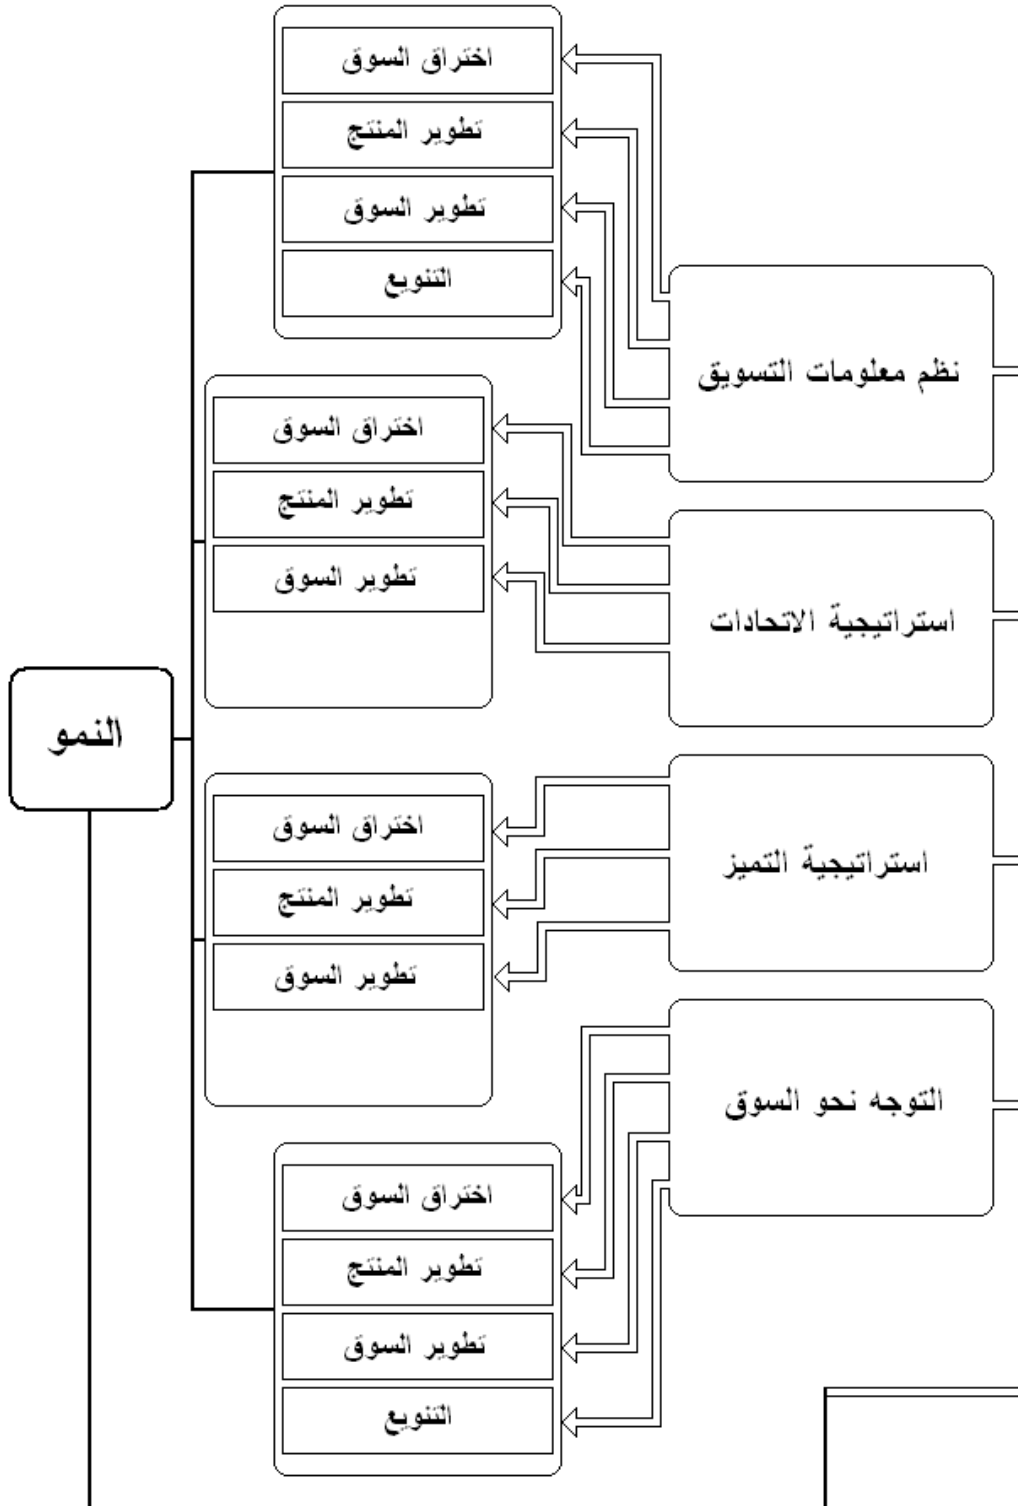 نظم معلومات التسويق
اختراق السوق
تطوير المنتج
تطوير السوق
التنويع
استراتيجية الاتحادات
اختراق السوق
تطوير المنتج
تطوير السوق
استراتيجية التميز
اختراق السوق
تطوير المنتج
تطوير السوق
التوجه نحو السوق
اختراق السوق
تطوير المنتج
تطوير السوق
التنويع
النمو